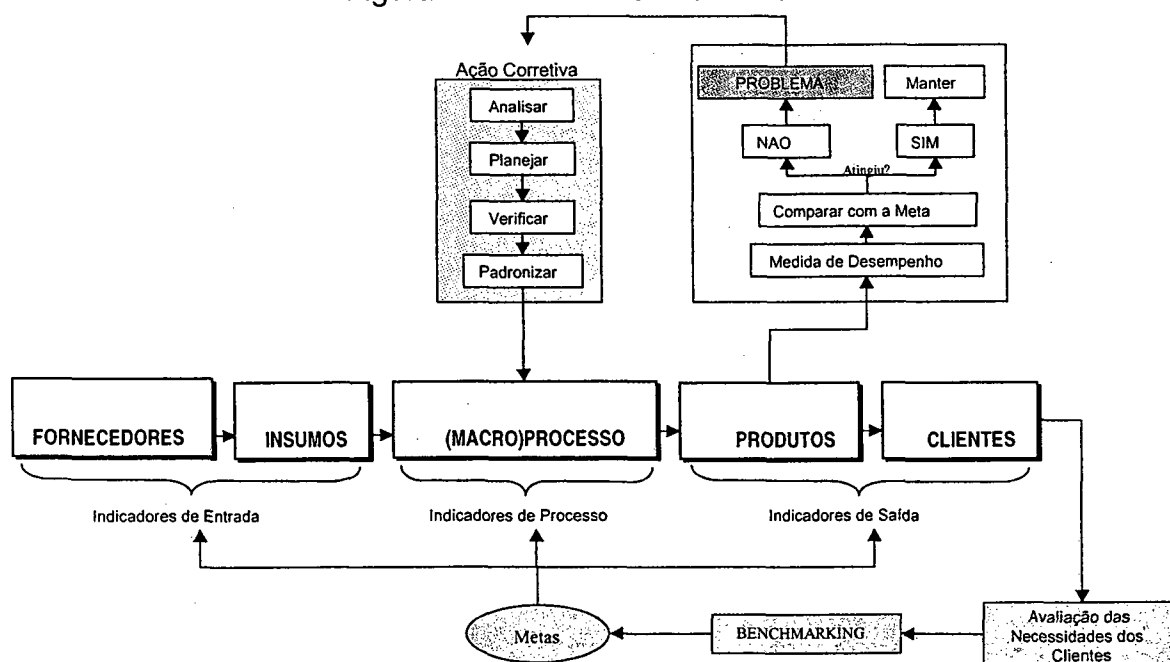 Ação Corretiva
Analisar
Planejar
Verificar
Padronizar
PROBLEMA
Manter
NAO
SIM
Atingiu?
Comparar com a Meta
Medida de Desempenho
FORNECEDORES
INSUMOS
(MACRO)PROCESSO
PRODUTOS
CLIENTES
Indicadores de Entrada
Indicadores de Processo
Indicadores de Saída
Metas
BENCHMARKING
Avaliação das
Necessidades dos
Clientes